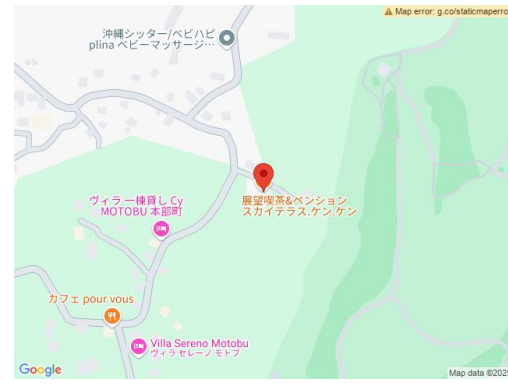 Map error: g.co/staticmaperro
沖縄シッター/ベビハピ
plina ベビーマッサージ…
展望喫茶&ペンション
スカイテラス.ケン.ケン
ヴィラ 一棟貸し Cy
MOTOBU 本部町
カフェ pour vous
Villa Sereno Motobu
ヴィラ セレーノ モトブ
Google
Map data ©2025